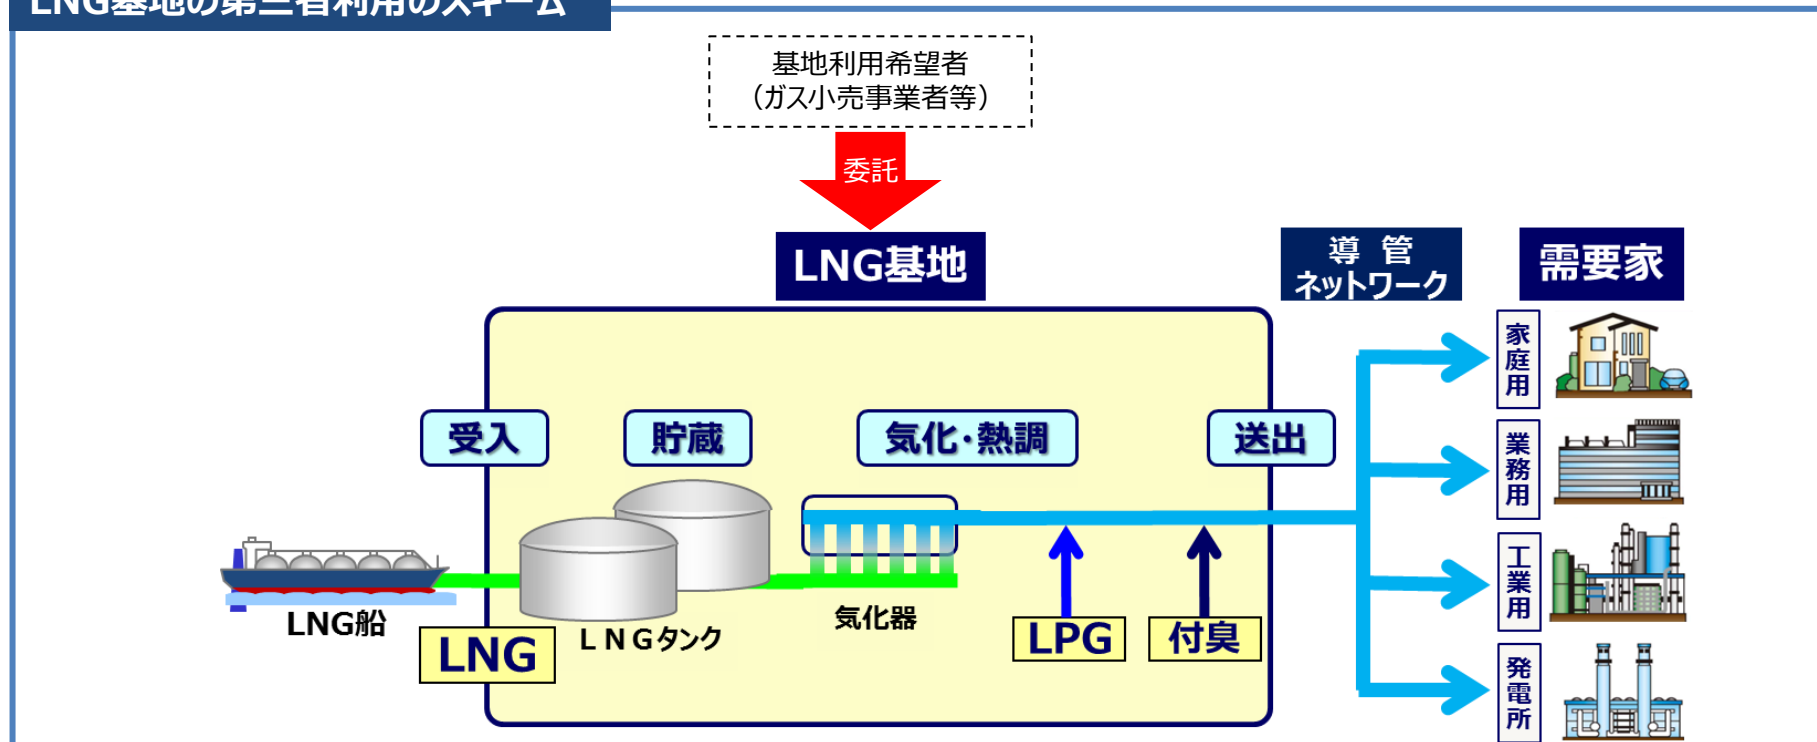 LNG基地の第三者利用のスキーム
基地利用希望者
（ガス小売事業者等）
委託
LNG基地
導 管
ネットワーク
需要家
家庭用
受入
貯蔵
気化・熱調
送出
業務用
工業用
LNG船
LNG
ＬＮＧタンク
気化器
LPG
付臭
発電所